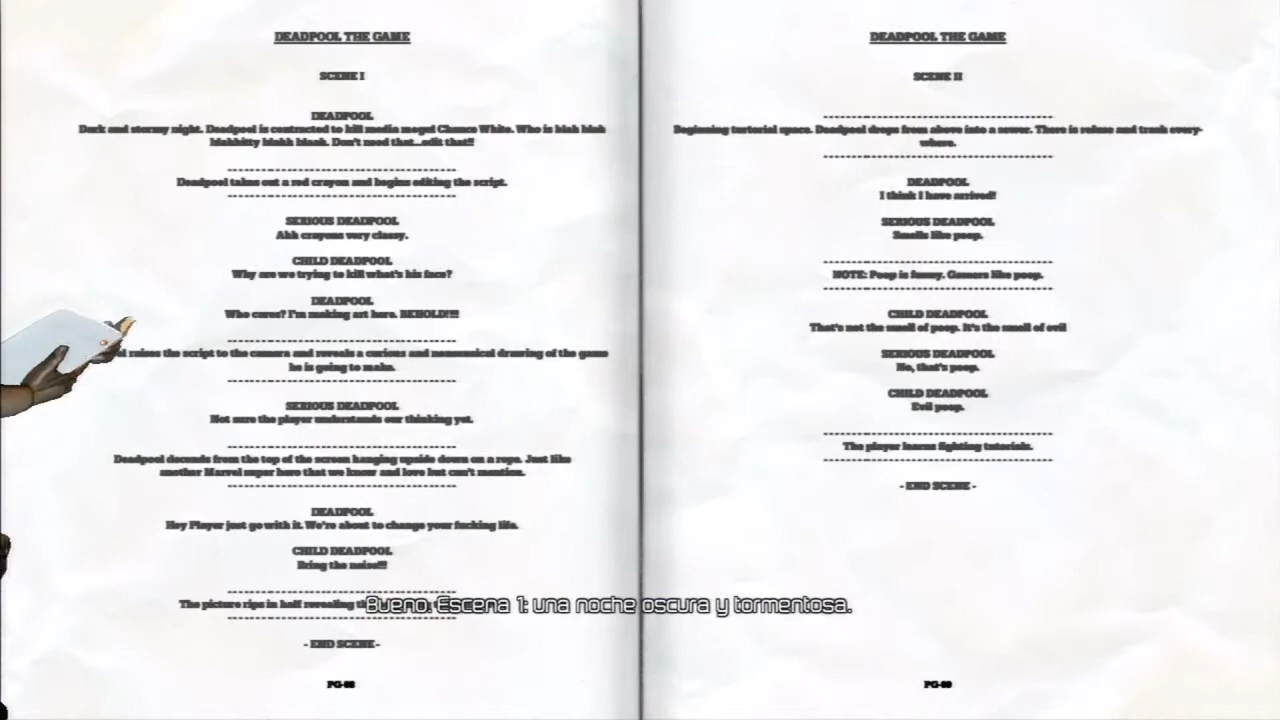 DEADPOOL THE GAME
SCENE I
DEADPOOL
Dark and stormy night. Deadpool is contracted to kill media mogul Chance White. Who is blah blah
blahbitty blahh blaah. Don't need that...edit that!!
Deadpool takes out a red crayon and begins editing the script.
SERIOUS DEADPOOL
Ahh crayons very classy.
CHILD DEADPOOL
Why are we trying to kill what's his face?
DEADPOOL
Who cares? I'm making art here. BEHOLD!!!!
raises the script to the camera and reveals a curious and nonsensical drawing of the game
he is going to make.
SERIOUS DEADPOOL
Not sure the player understands our thinking yet.
Deadpool decends from the top of the screen hanging upside down on a rope. Just like
another Marvel super hero that we know and love but can't mention.
DEADPOOL
Hey Player just go with it. We're about to change your fucking life.
CHILD DEADPOOL
Bring the noise!!!
The picture rips in half revealing
- END SCENE -
PG-08
DEADPOOL THE GAME
SCENE II
Beginning turtorial space. Deadpool drops from above into a sewer. There is refuse and trash every-
where.
DEADPOOL
I think I have arrived!
SERIOUS DEADPOOL
Smells like poop.
NOTE: Poop is funny. Gamers like poop.
CHILD DEADPOOL
That's not the smell of poop. It's the smell of evil
SERIOUS DEADPOOL
No, that's poop.
CHILD DEADPOOL
Evil poop.
The player learns fighting tutorials.
- END SCENE -
PG-09
Bueno. Escena 1: una noche oscura y tormentosa.